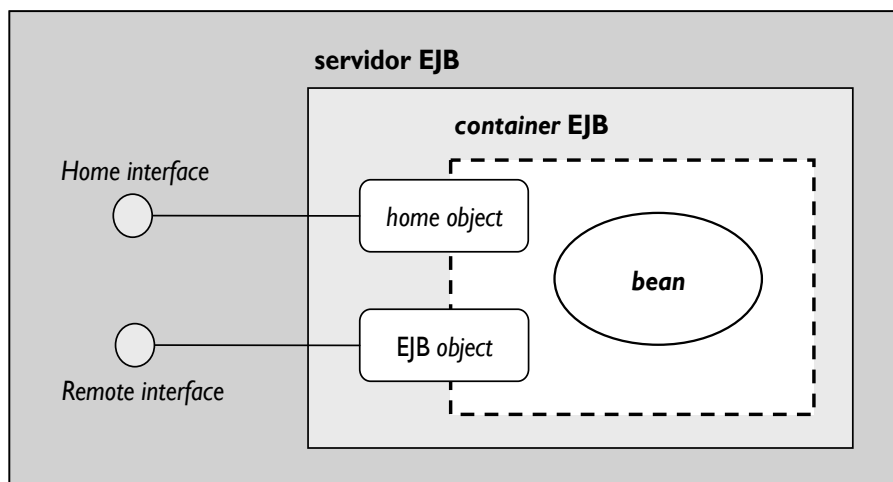 servidor EJB
container EJB
Home interface
home object
bean
EJB object
Remote interface